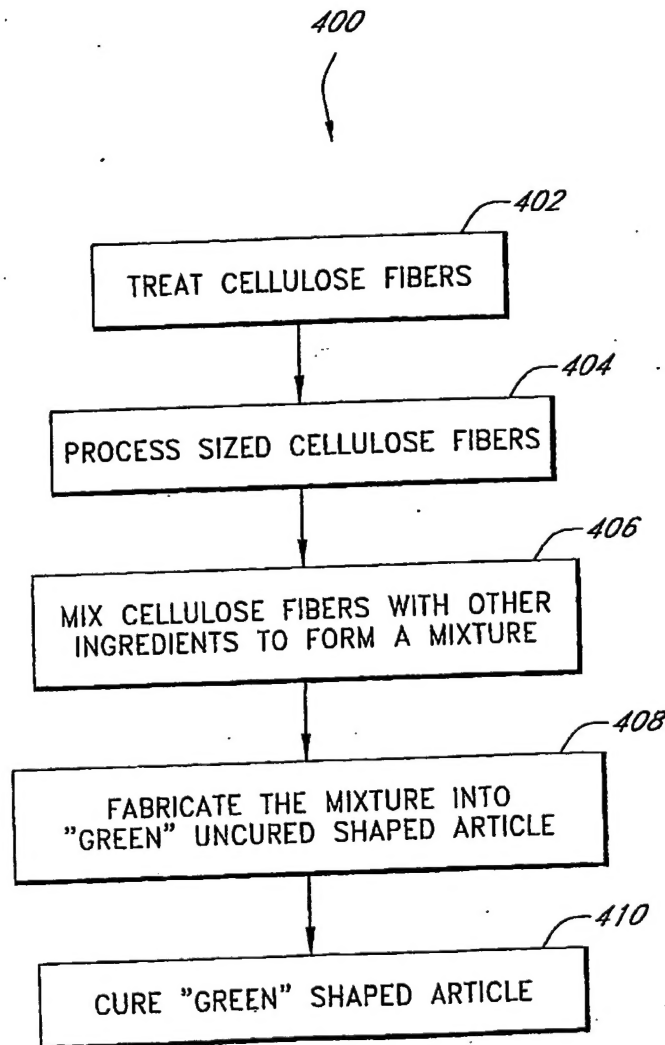 400
402
TREAT CELLULOSE FIBERS
404
PROCESS SIZED CELLULOSE FIBERS
406
MIX CELLULOSE FIBERS WITH OTHER
INGREDIENTS TO FORM A MIXTURE
408
FABRICATE THE MIXTURE INTO
"GREEN" UNCURED SHAPED ARTICLE
410
CURE "GREEN" SHAPED ARTICLE